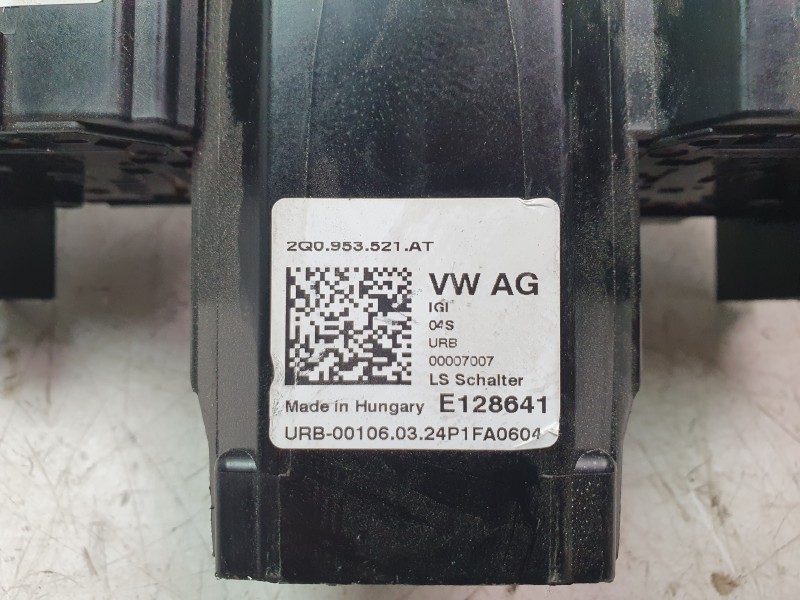 2Q0.953.521.AT
VW AG
IGI
04S
URB
00007007
LS Schalter
Made in Hungary E128641
URB-00106.03.24P1FA0604